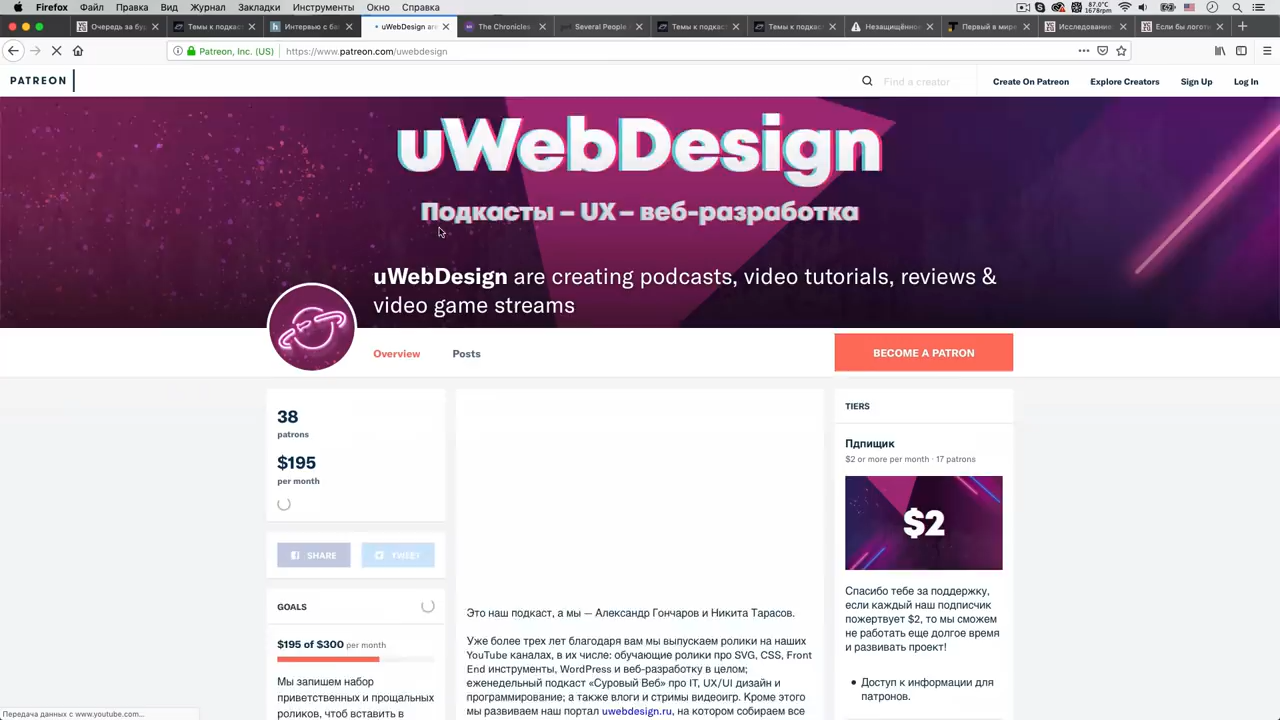 Firefox Файл Правка Вид Журнал Закладки Инструменты Окно Справка
87.0°C
1678rpm
Очередь за бу
Темы к подкаст
Интервью с ба
uWebDesign are
The Chronicles
Several People
Темы к подкаст
Темы к подкаст
Незащищённо
Первый в мире
Исследование
Если бы логот
Patreon, Inc. (US)
https://www.patreon.com/uwebdesign
PATREON
Find a creator
Create On Patreon
Explore Creators
Sign Up
Log In
uWebDesign
Подкасты – UX – веб-разработка
uWebDesign are creating podcasts, video tutorials, reviews &
video game streams
Overview
Posts
BECOME A PATRON
38
patrons
$195
per month
SHARE
TWEET
GOALS
$195 of $300 per month
Мы запишем набор
приветственных и прощальных
роликов, чтоб вставить в
Это наш подкаст, а мы — Александр Гончаров и Никита Тарасов.
Уже более трех лет благодаря вам мы выпускаем ролики на наших
YouTube каналах, в их числе: обучающие ролики про SVG, CSS, Front
End инструменты, WordPress и веб-разработку в целом;
еженедельный подкаст «Суровый Веб» про IT, UX/UI дизайн и
программирование; а также влоги и стримы видеоигр. Кроме этого
мы развиваем наш портал uwebdesign.ru, на котором собираем все
TIERS
Пдпищик
$2 or more per month · 17 patrons
$2
Спасибо тебе за поддержку,
если каждый наш подписчик
пожертвует $2, то мы сможем
не работать еще долгое время
и развивать проект!
Доступ к информации для
патронов.
Передача данных с www.youtube.com...